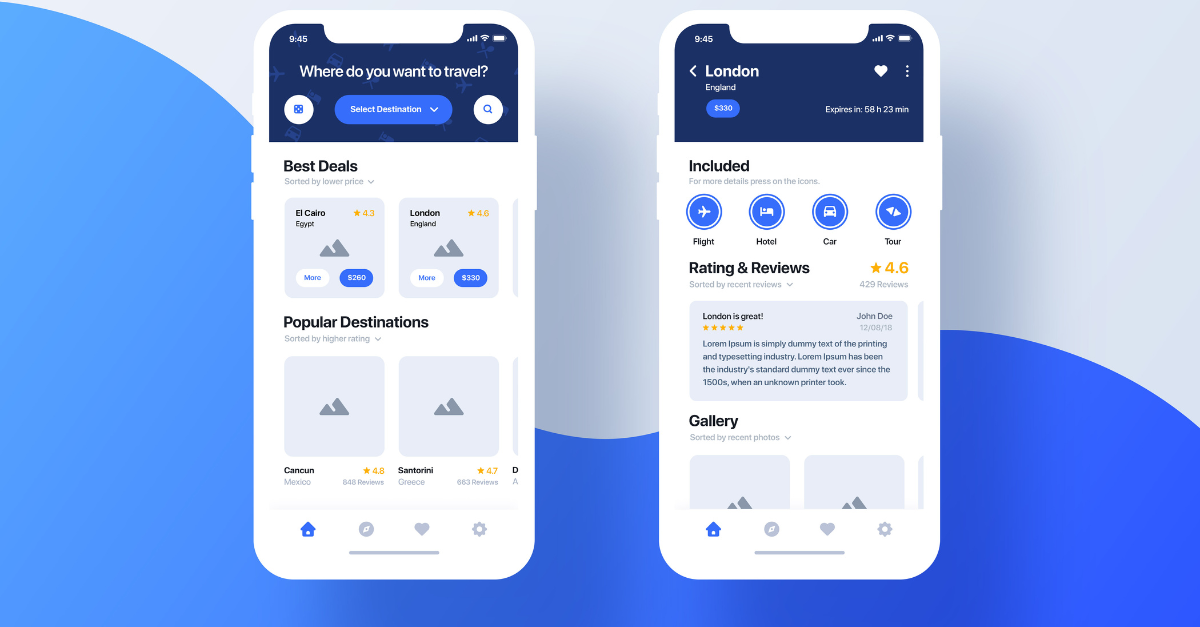 9:45
Where do you want to travel?
Select Destination
Best Deals
Sorted by lower price
El Cairo
4.3
Egypt
More
$260
London
4.6
England
More
$330
Popular Destinations
Sorted by higher rating
Cancun
4.8
Mexico
648 Reviews
Santorini
4.7
Greece
663 Reviews
D
A
9:45
London
England
$330
Expires in: 58 h 23 min
Included
For more details press on the icons.
Flight
Hotel
Car
Tour
Rating & Reviews
4.6
Sorted by recent reviews
429 Reviews
London is great!
John Doe
12/08/18
Lorem Ipsum is simply dummy text of the printing
and typesetting industry. Lorem Ipsum has been
the industry's standard dummy text ever since the
1500s, when an unknown printer took.
Gallery
Sorted by recent photos